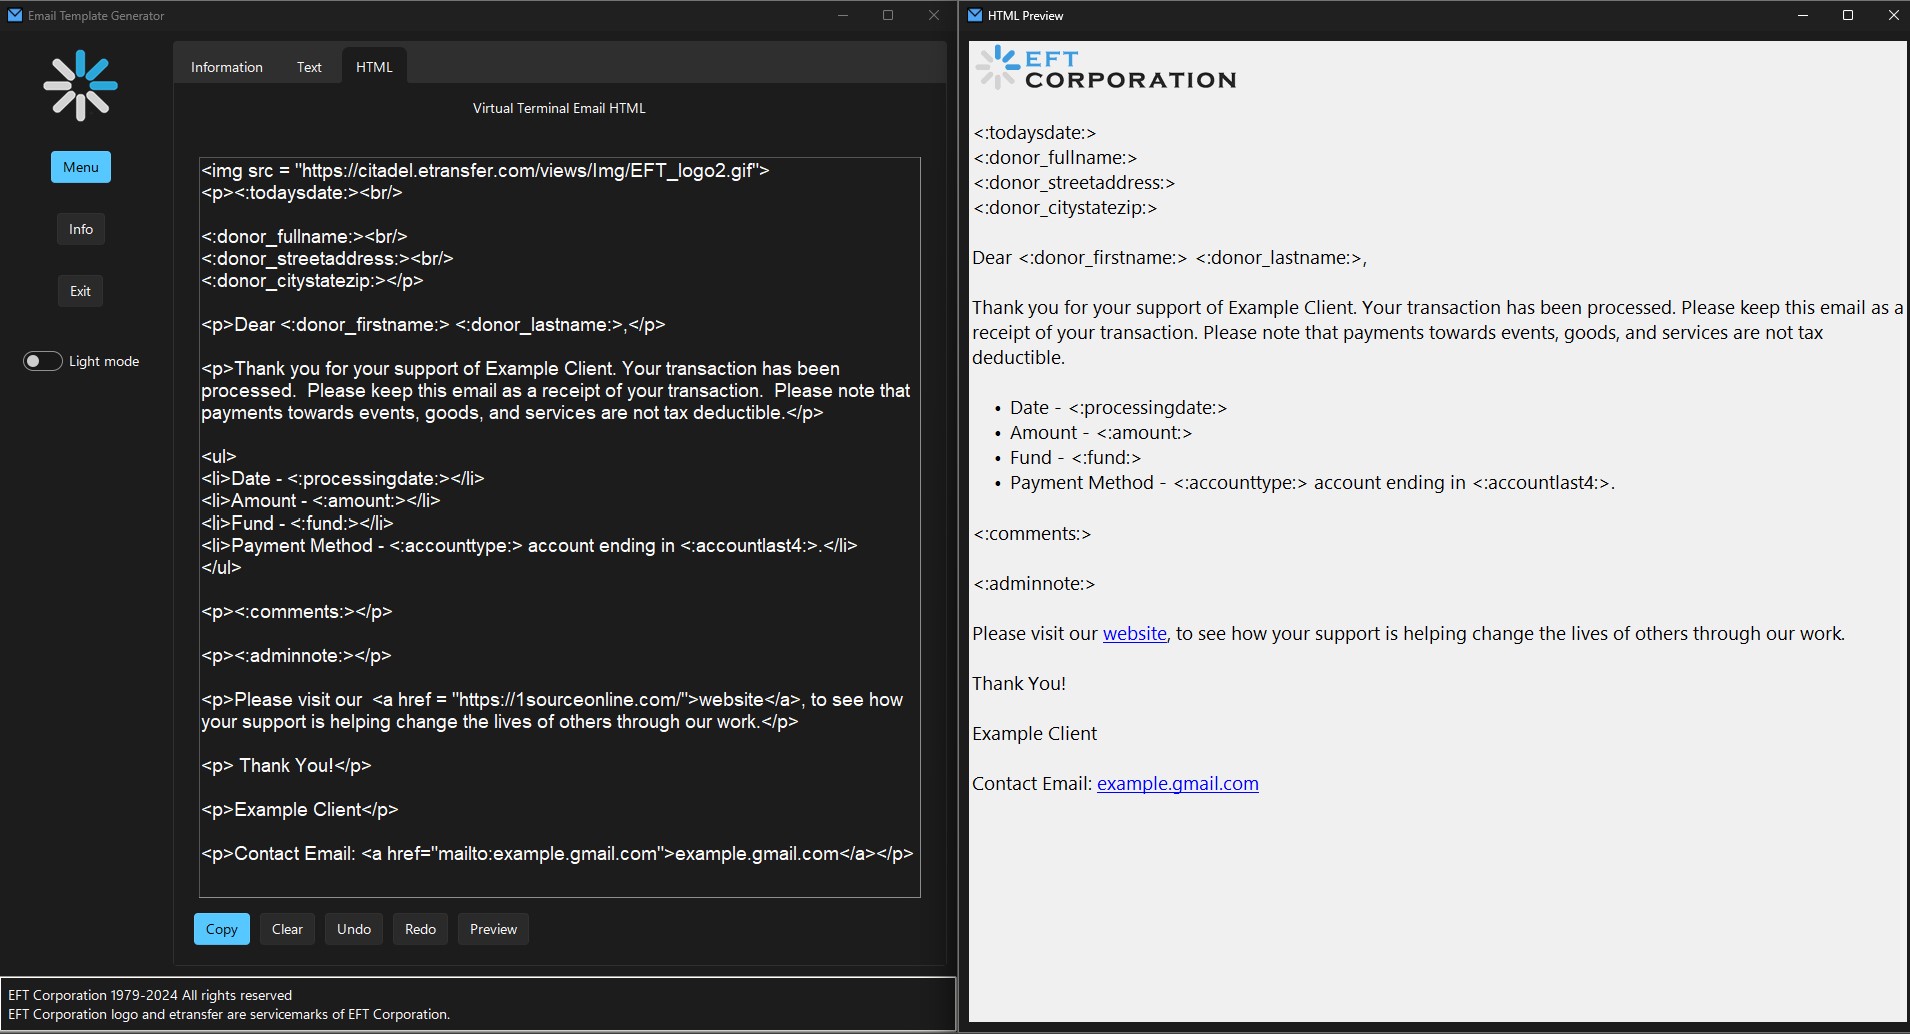 Email Template Generator
Menu
Info
Exit
Light mode
Information
Text
HTML
Virtual Terminal Email HTML
<img src = "https://citadel.etransfer.com/views/Img/EFT_logo2.gif">
<p><:todaysdate:><br/>
<:donor_fullname:><br/>
<:donor_streetaddress:><br/>
<:donor_citystatezip:></p>
<p>Dear <:donor_firstname:> <:donor_lastname:>,</p>
<p>Thank you for your support of Example Client. Your transaction has been
processed.  Please keep this email as a receipt of your transaction.  Please note that
payments towards events, goods, and services are not tax deductible.</p>
<ul>
<li>Date - <:processingdate:></li>
<li>Amount - <:amount:></li>
<li>Fund - <:fund:></li>
<li>Payment Method - <:accounttype:> account ending in <:accountlast4:>.</li>
</ul>
<p><:comments:></p>
<p><:adminnote:></p>
<p>Please visit our  <a href = "https://1sourceonline.com/">website</a>, to see how
your support is helping change the lives of others through our work.</p>
<p> Thank You!</p>
<p>Example Client</p>
<p>Contact Email: <a href="mailto:example.gmail.com">example.gmail.com</a></p>
Copy
Clear
Undo
Redo
Preview
EFT Corporation 1979-2024 All rights reserved
EFT Corporation logo and etransfer are servicemarks of EFT Corporation.
HTML Preview
EFT
CORPORATION
<:todaysdate:>
<:donor_fullname:>
<:donor_streetaddress:>
<:donor_citystatezip:>
Dear <:donor_firstname:> <:donor_lastname:>,
Thank you for your support of Example Client. Your transaction has been processed. Please keep this email as a
receipt of your transaction. Please note that payments towards events, goods, and services are not tax
deductible.
• Date - <:processingdate:>
• Amount - <:amount:>
• Fund - <:fund:>
• Payment Method - <:accounttype:> account ending in <:accountlast4:>.
<:comments:>
<:adminnote:>
Please visit our website, to see how your support is helping change the lives of others through our work.
Thank You!
Example Client
Contact Email: example.gmail.com